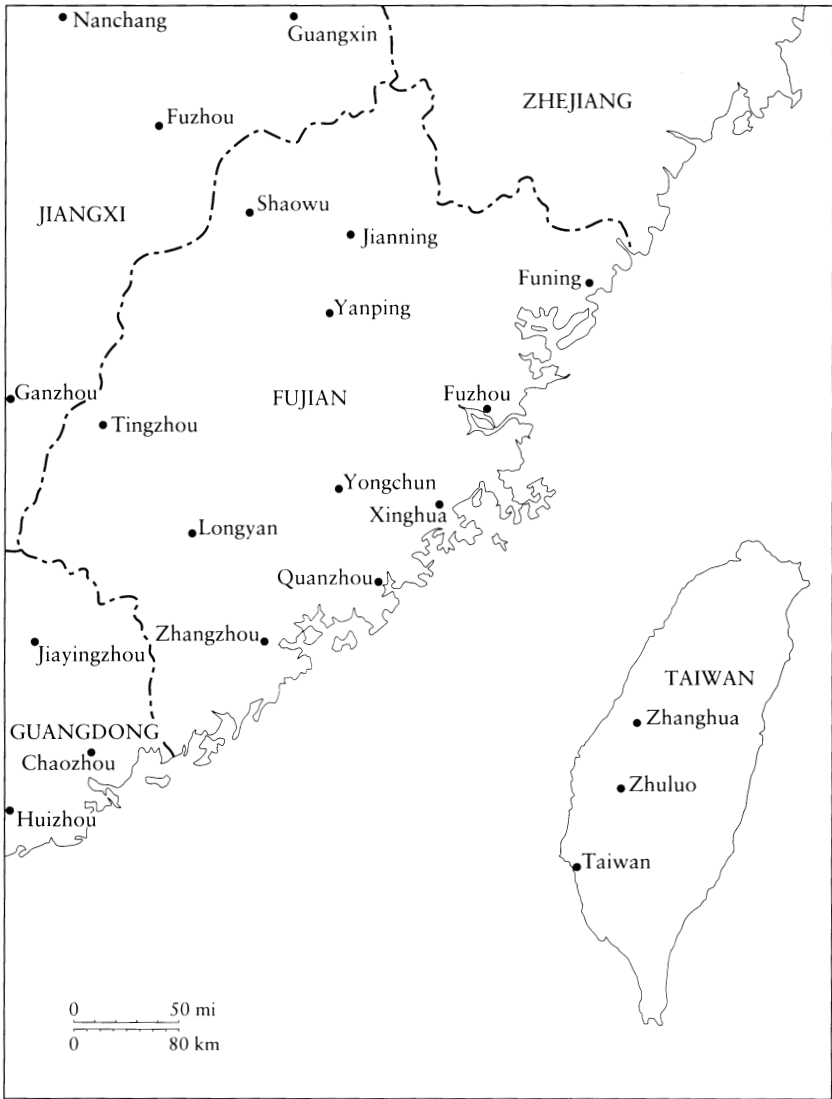 Nanchang
Guangxin
ZHEJIANG
Fuzhou
Shaowu
JIANGXI
Jianning
Funing
Yanping
Ganzhou
FUJIAN
Fuzhou
Tingzhou
Yongchun
Xinghua
Longyan
Quanzhou
Zhangzhou
Jiayingzhou
TAIWAN
Zhanghua
GUANGDONG
Chaozhou
Zhuluo
Huizhou
Taiwan
0 50 mi
0 80 km